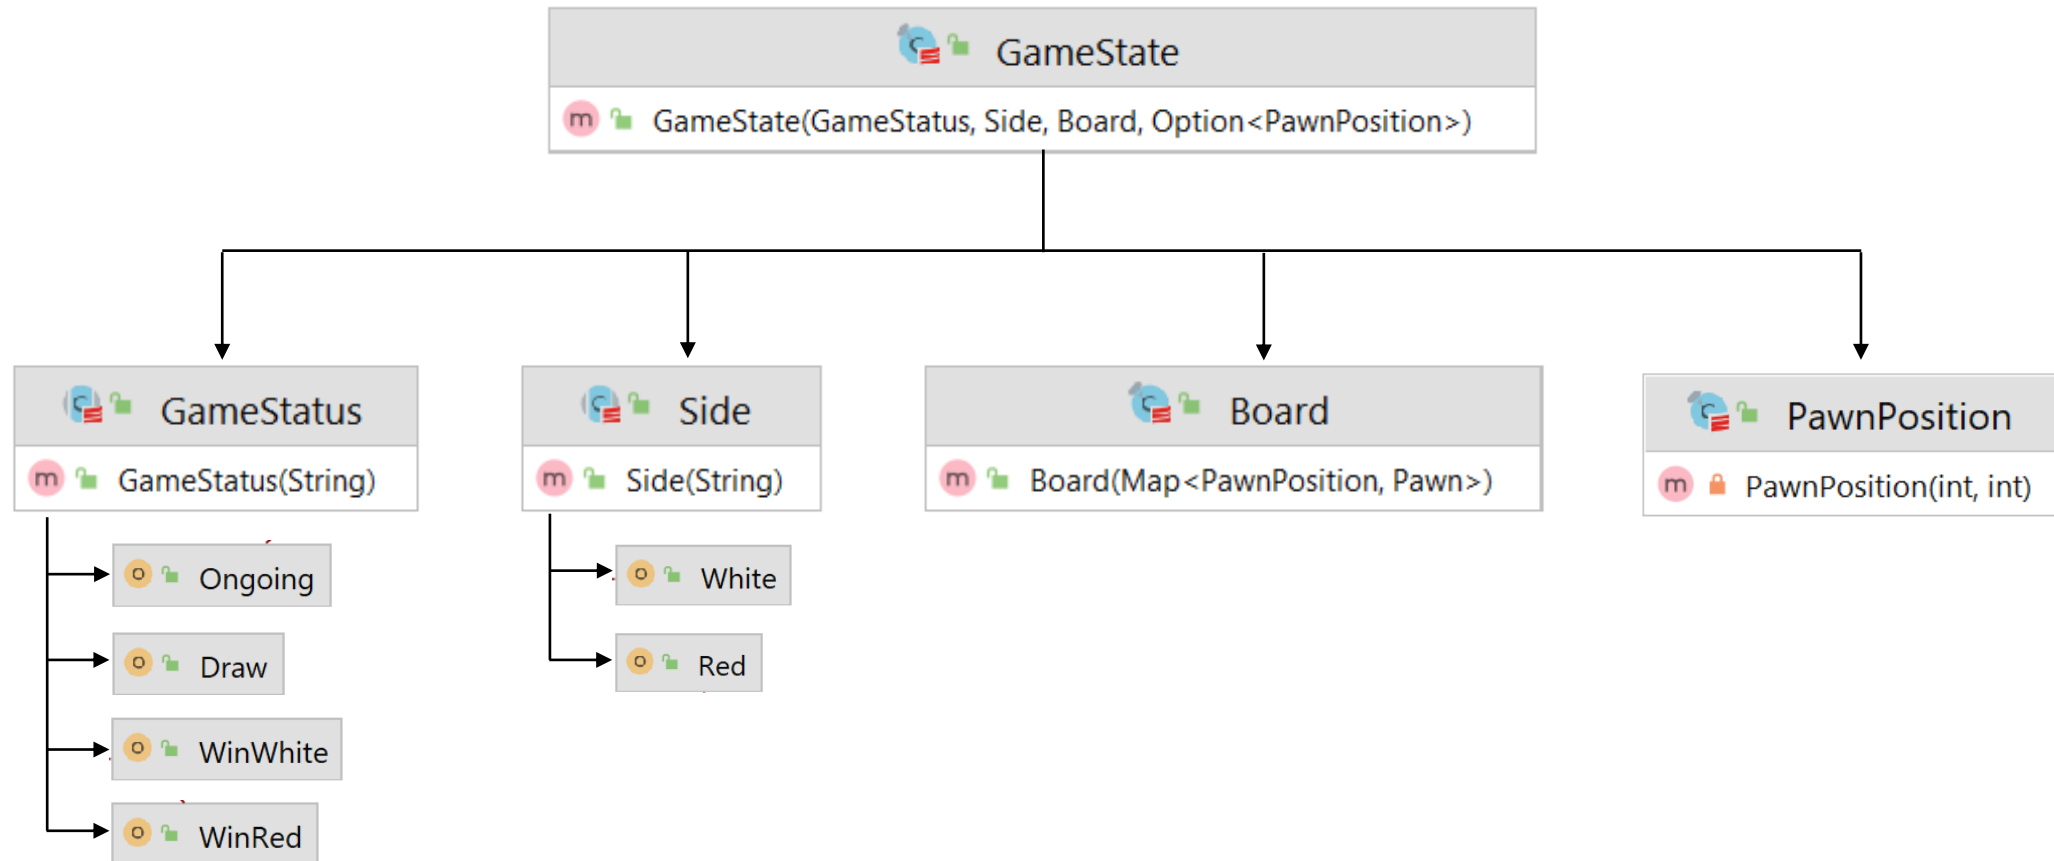 GameState
GameState(GameStatus, Side, Board, Option<PawnPosition>)
GameStatus
GameStatus(String)
Side
Side(String)
Board
Board(Map<PawnPosition, Pawn>)
PawnPosition
PawnPosition(int, int)
Ongoing
Draw
WinWhite
WinRed
White
Red